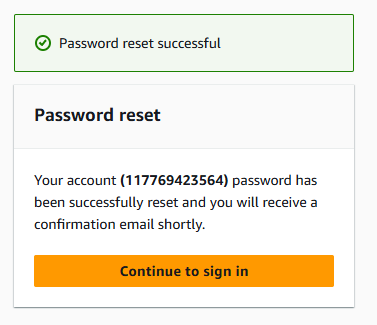 Password reset successful
Password reset
Your account (117769423564) password has
been successfully reset and you will receive a
confirmation email shortly.
Continue to sign in